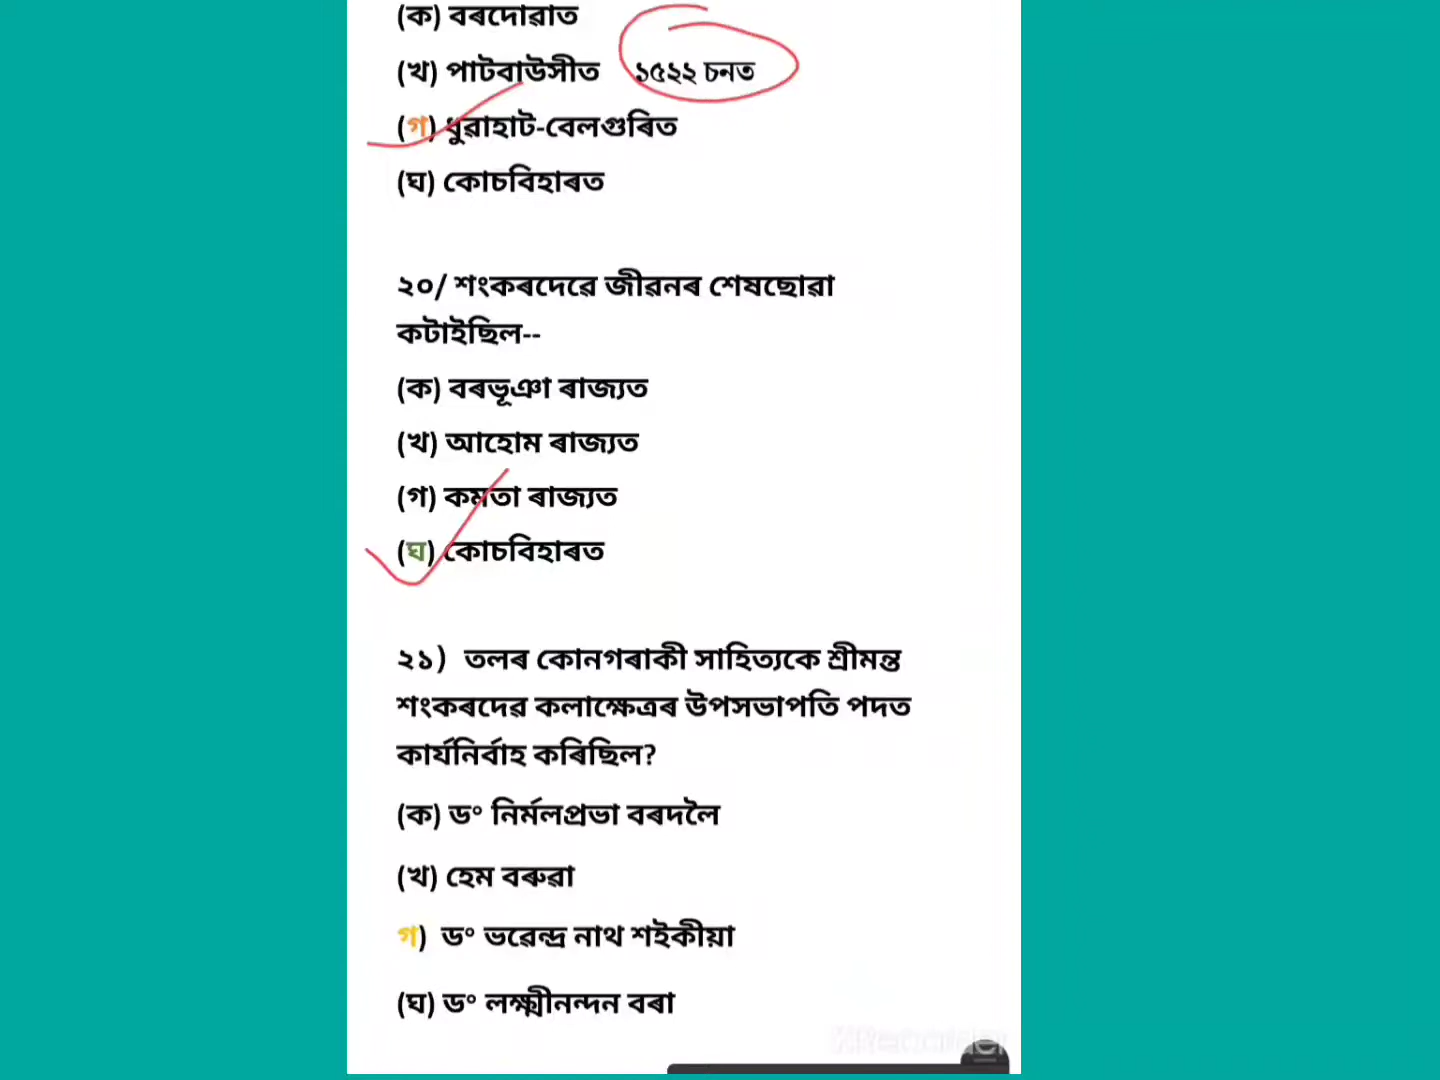 (ক) বৰদোৱাত
(খ) পাটবাউসীত ১৫২২ চনত
(গ) ধুৱাহাট-বেলগুৰিত
(ঘ) কোচবিহাৰত
২০/ শংকৰদেৱে জীৱনৰ শেষছোৱা
কটাইছিল--
(ক) বৰভূঞা ৰাজ্যত
(খ) আহোম ৰাজ্যত
(গ) কমতা ৰাজ্যত
(ঘ) কোচবিহাৰত
২১) তলৰ কোনগৰাকী সাহিত্যকে শ্ৰীমন্ত
শংকৰদেৱ কলাক্ষেত্ৰৰ উপসভাপতি পদত
কাৰ্যনিৰ্বাহ কৰিছিল?
(ক) ড° নিৰ্মলপ্ৰভা বৰদলৈ
(খ) হেম বৰুৱা
গ) ড° ভৱেন্দ্ৰ নাথ শইকীয়া
(ঘ) ড° লক্ষ্মীনন্দন বৰা